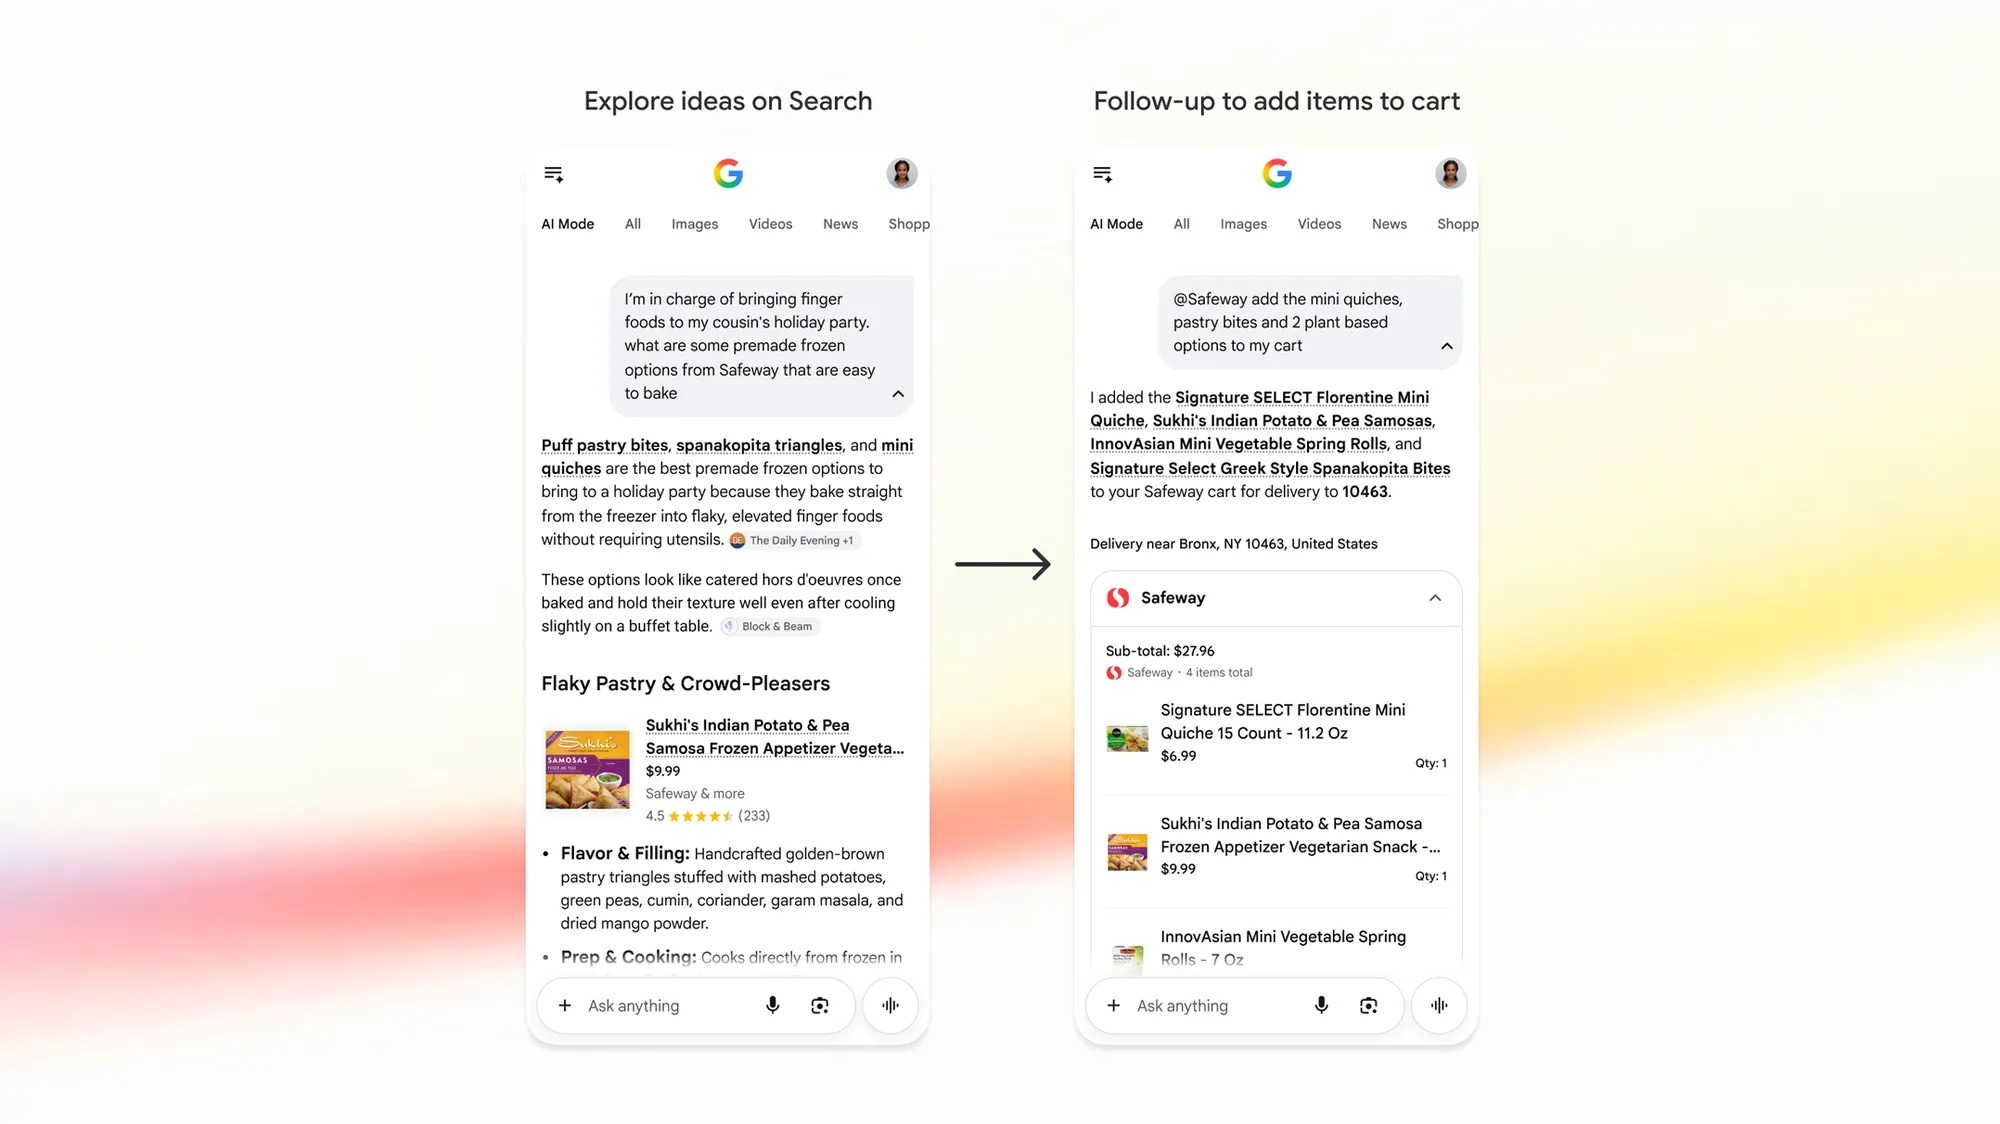 Explore ideas on Search
AI Mode All Images Videos News Shopp
I'm in charge of bringing finger
foods to my cousin's holiday party.
what are some premade frozen
options from Safeway that are easy
to bake
Puff pastry bites, spanakopita triangles, and mini
quiches are the best premade frozen options to
bring to a holiday party because they bake straight
from the freezer into flaky, elevated finger foods
without requiring utensils. DE The Daily Evening +1
These options look like catered hors d'oeuvres once
baked and hold their texture well even after cooling
slightly on a buffet table. Block & Beam
Flaky Pastry & Crowd-Pleasers
Sukhi's
SAMOSAS
Sukhi's Indian Potato & Pea
Samosa Frozen Appetizer Vegeta...
$9.99
Safeway & more
4.5 (233)
• Flavor & Filling: Handcrafted golden-brown
pastry triangles stuffed with mashed potatoes,
green peas, cumin, coriander, garam masala, and
dried mango powder.
• Prep & Cooking: Cooks directly from frozen in
Ask anything
Follow-up to add items to cart
AI Mode All Images Videos News Shopp
@Safeway add the mini quiches,
pastry bites and 2 plant based
options to my cart
I added the Signature SELECT Florentine Mini
Quiche, Sukhi's Indian Potato & Pea Samosas,
InnovAsian Mini Vegetable Spring Rolls, and
Signature Select Greek Style Spanakopita Bites
to your Safeway cart for delivery to 10463.
Delivery near Bronx, NY 10463, United States
Safeway
Sub-total: $27.96
Safeway · 4 items total
Signature SELECT Florentine Mini
Quiche 15 Count - 11.2 Oz
$6.99
Qty: 1
Sukhi's Indian Potato & Pea Samosa
Frozen Appetizer Vegetarian Snack -...
$9.99
Qty: 1
InnovAsian Mini Vegetable Spring
Rolls - 7 Oz
Ask anything